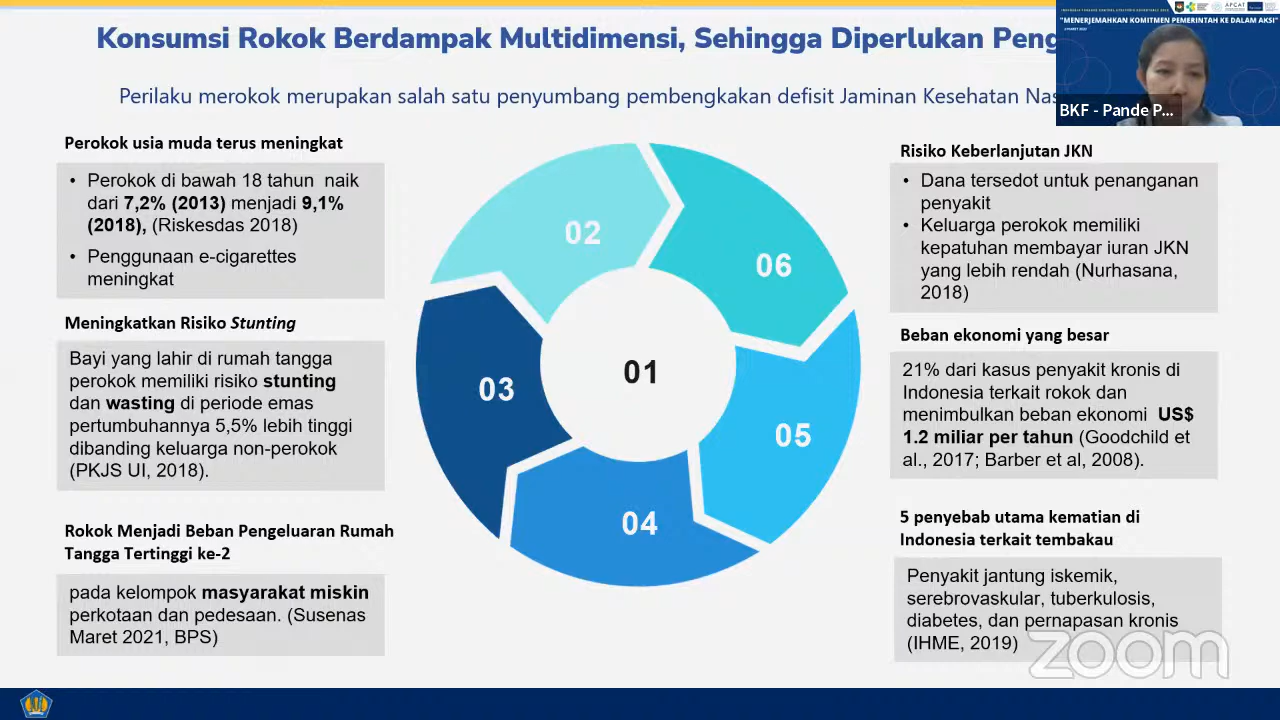 Konsumsi Rokok Berdampak Multidimensi, Sehingga Diperlukan
Perilaku merokok merupakan salah satu penyumbang pembengkakan defisit Jaminan Kesehatan
"MENERJEMAHKAN KOMITMEN PEMERINTAH KE DALAM AKSI"
BKF - Pande P...
Perokok usia muda terus meningkat
• Perokok di bawah 18 tahun naik
dari 7,2% (2013) menjadi 9,1%
(2018), (Riskesdas 2018)
• Penggunaan e-cigarettes
meningkat
Meningkatkan Risiko Stunting
Bayi yang lahir di rumah tangga
perokok memiliki risiko stunting
dan wasting di periode emas
pertumbuhannya 5,5% lebih tinggi
dibanding keluarga non-perokok
(PKJS UI, 2018).
Rokok Menjadi Beban Pengeluaran Rumah
Tangga Tertinggi ke-2
pada kelompok masyarakat miskin
perkotaan dan pedesaan. (Susenas
Maret 2021, BPS)
02
06
03
01
05
04
Risiko Keberlanjutan JKN
• Dana tersedot untuk penanganan
penyakit
• Keluarga perokok memiliki
kepatuhan membayar iuran JKN
yang lebih rendah (Nurhasana,
2018)
Beban ekonomi yang besar
21% dari kasus penyakit kronis di
Indonesia terkait rokok dan
menimbulkan beban ekonomi US$
1.2 miliar per tahun (Goodchild et
al., 2017; Barber et al, 2008).
5 penyebab utama kematian di
Indonesia terkait tembakau
Penyakit jantung iskemik,
serebrovaskular, tuberkulosis,
diabetes, dan pernapasan kronis
(IHME, 2019)
zoom